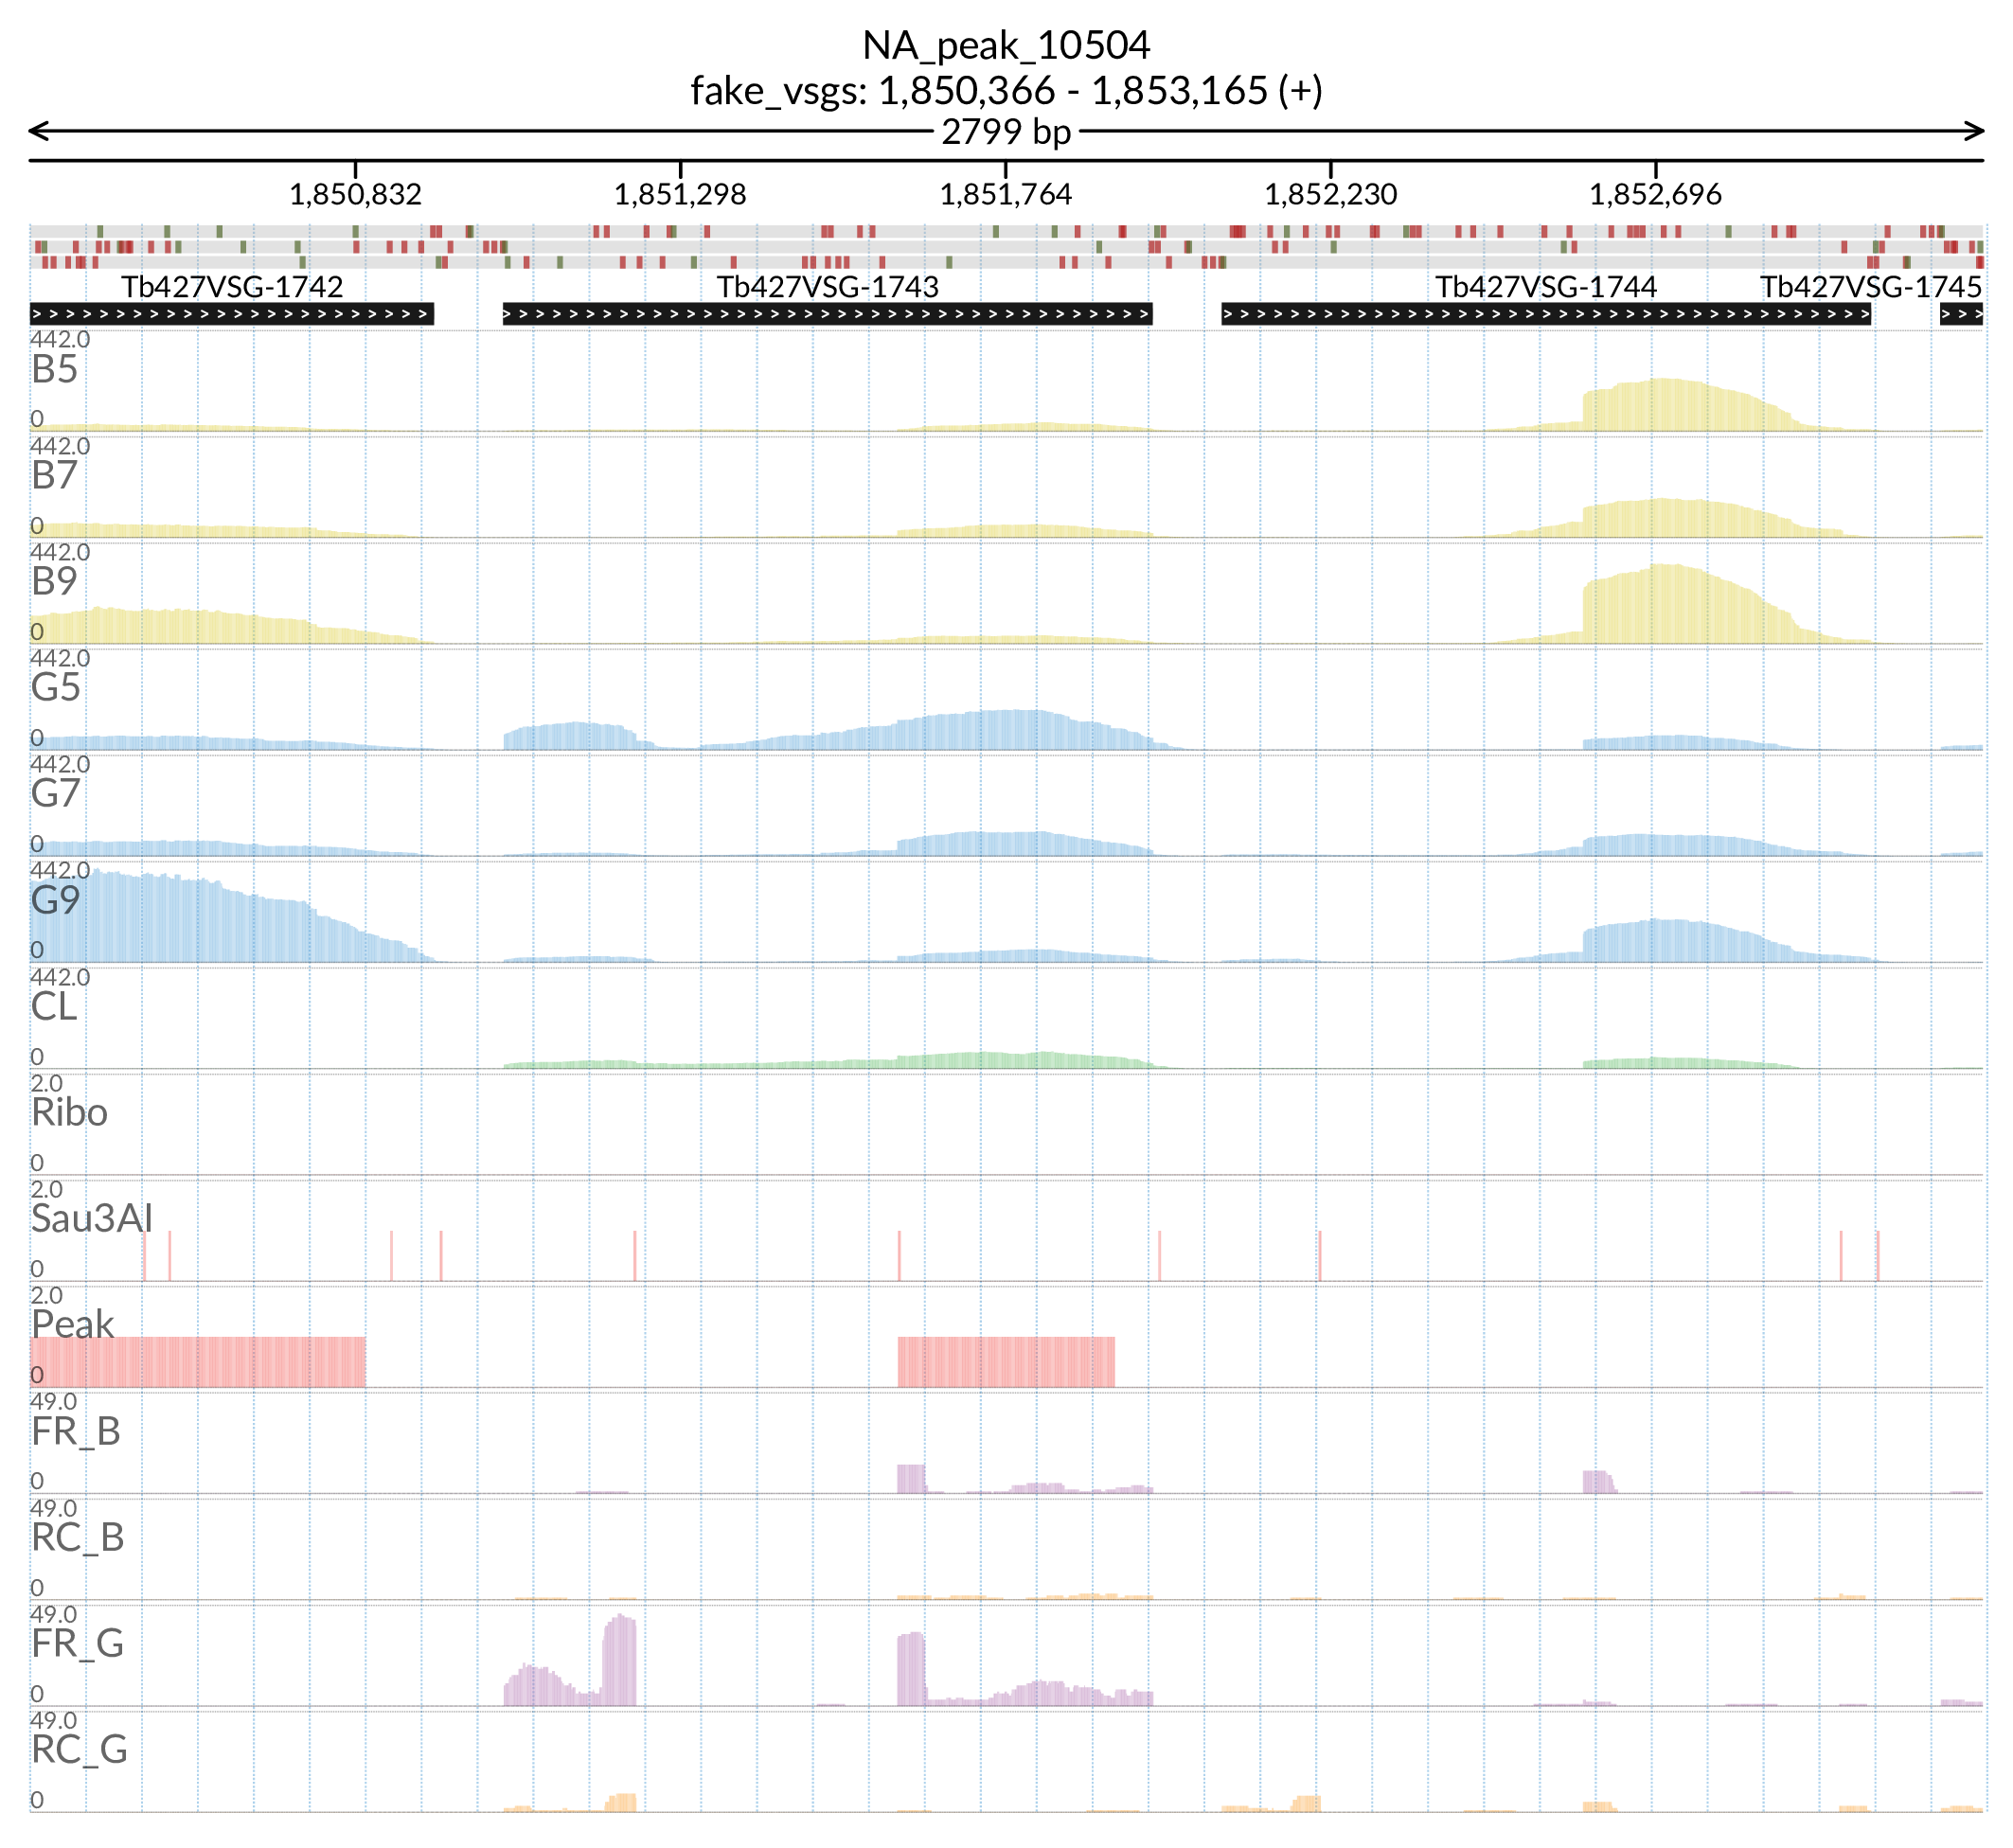 NA_peak_10504
fake_vsgs: 1,850,366 - 1,853,165 (+)
2799 bp
1,850,832 1,851,298 1,851,764 1,852,230 1,852,696
Tb427VSG-1742 Tb427VSG-1743 Tb427VSG-1744 Tb427VSG-1745
442.0
B5
0
442.0
B7
0
442.0
B9
0
442.0
G5
0
442.0
G7
0
442.0
G9
0
442.0
CL
0
2.0
Ribo
0
2.0
Sau3AI
0
2.0
Peak
0
49.0
FR_B
0
49.0
RC_B
0
49.0
FR_G
0
49.0
RC_G
0